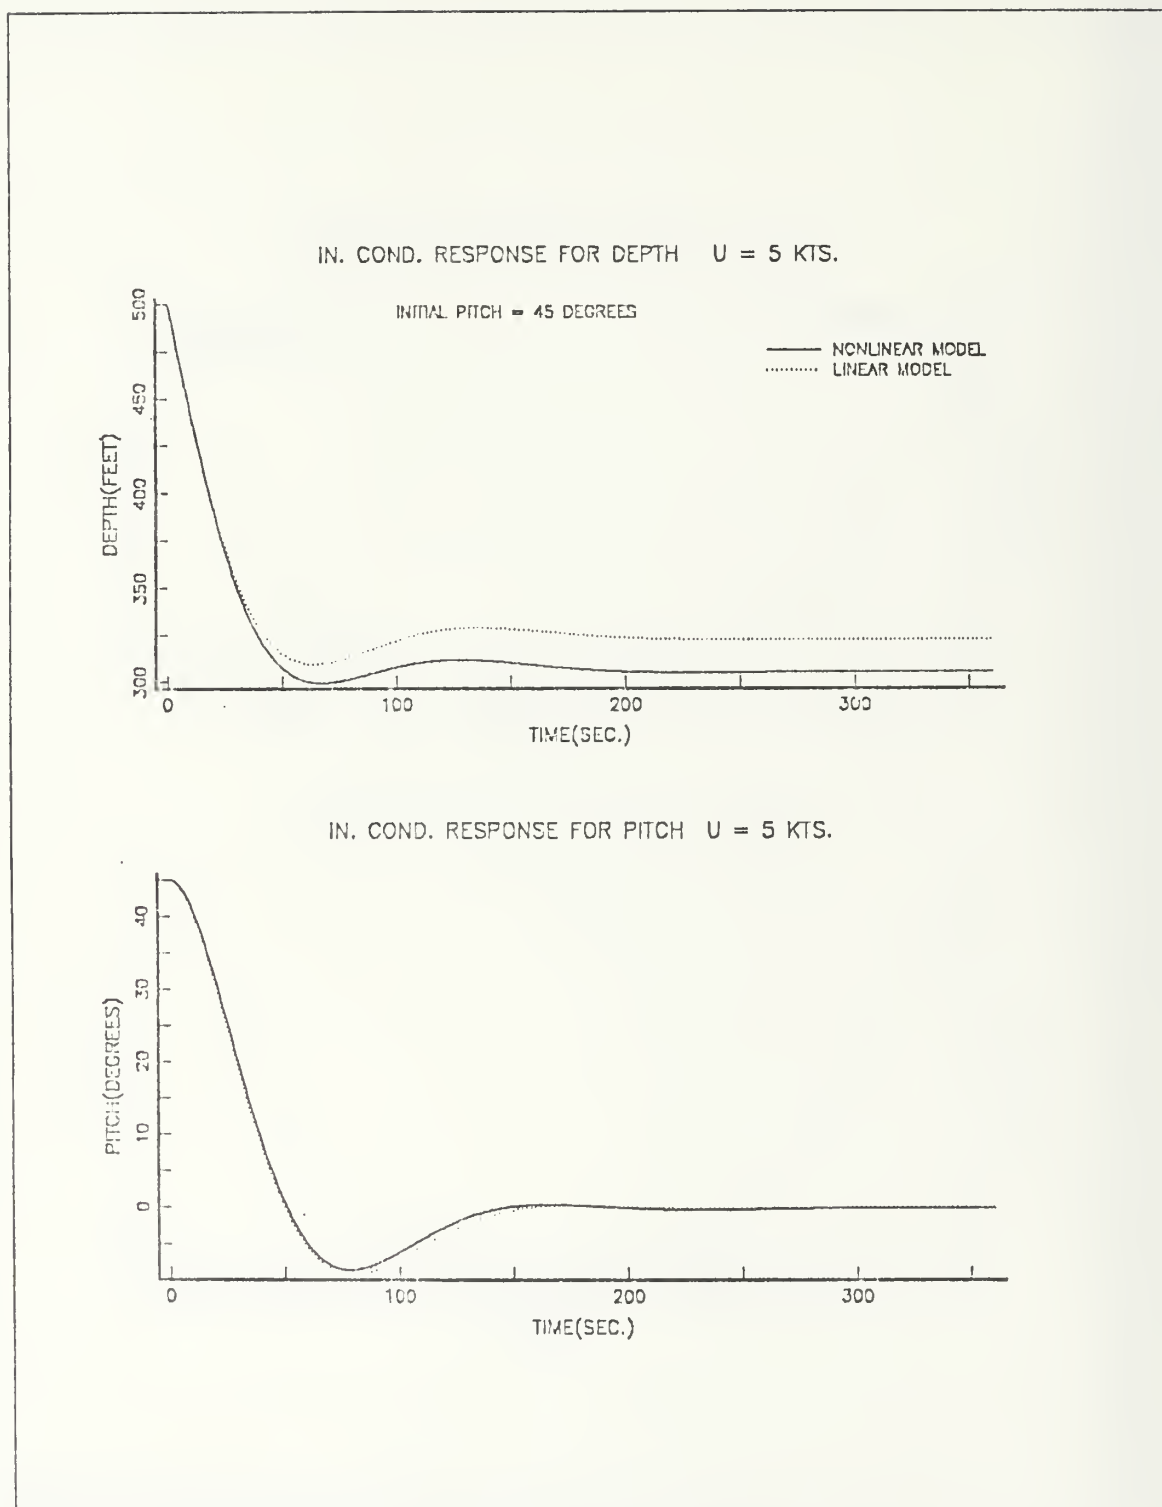 IN. COND. RESPONSE FOR DEPTH U = 5 KTS.
INITIAL PITCH = 45 DEGREES
NONLINEAR MODEL
LINEAR MODEL
DEPTH(FEET)
500
450
400
350
300
0 100 200 300
TIME(SEC.)
IN. COND. RESPONSE FOR PITCH U = 5 KTS.
PITCH(DEGREES)
40
30
20
10
0
0 100 200 300
TIME(SEC.)